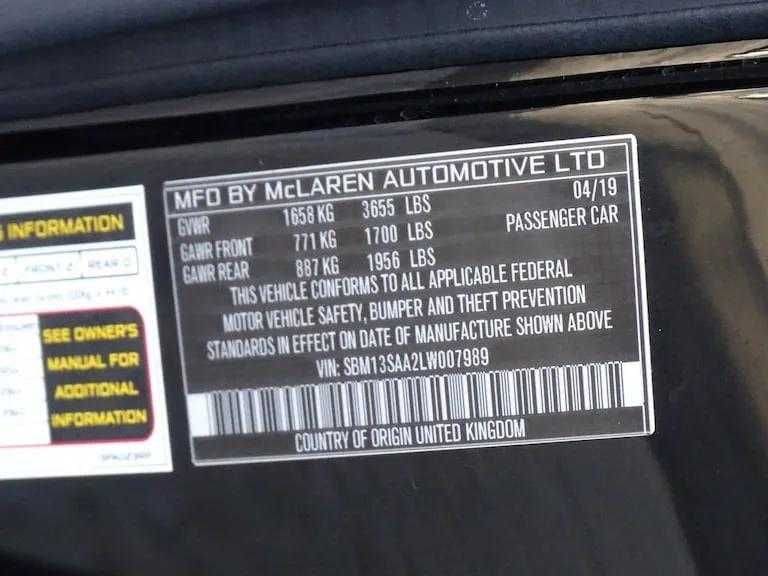 MFD BY McLAREN AUTOMOTIVE LTD
GVWR 1658 KG 3655 LBS 04/19
GAWR FRONT 771 KG 1700 LBS PASSENGER CAR
GAWR REAR 887 KG 1956 LBS
THIS VEHICLE CONFORMS TO ALL APPLICABLE FEDERAL
MOTOR VEHICLE SAFETY, BUMPER AND THEFT PREVENTION
STANDARDS IN EFFECT ON DATE OF MANUFACTURE SHOWN ABOVE
VIN: SBM13SAA2LW007989
COUNTRY OF ORIGIN UNITED KINGDOM
INFORMATION
FRONT 2 REAR 0
SEE OWNER'S
MANUAL FOR
ADDITIONAL
INFORMATION